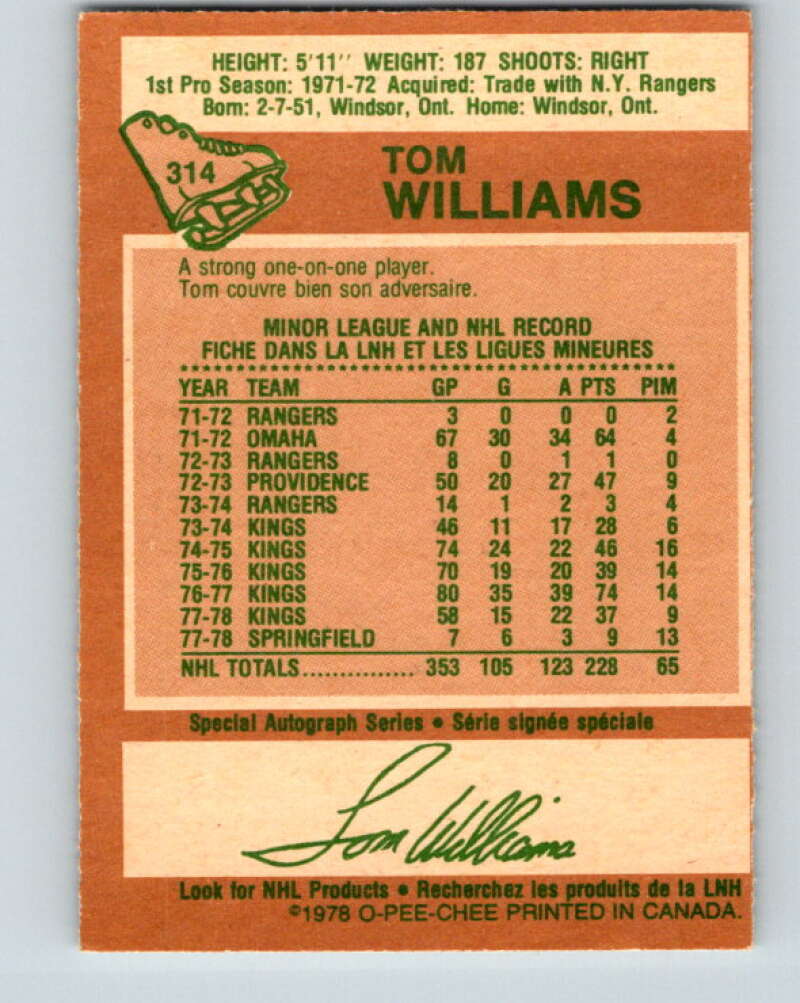 HEIGHT: 5'11'' WEIGHT: 187 SHOOTS: RIGHT
1st Pro Season: 1971-72 Acquired: Trade with N.Y. Rangers
Born: 2-7-51, Windsor, Ont. Home: Windsor, Ont.
314
TOM
WILLIAMS
A strong one-on-one player.
Tom couvre bien son adversaire.
MINOR LEAGUE AND NHL RECORD
FICHE DANS LA LNH ET LES LIGUES MINEURES
YEAR TEAM GP G A PTS PIM
71-72 RANGERS 3 0 0 0 2
71-72 OMAHA 67 30 34 64 4
72-73 RANGERS 8 0 1 1 0
72-73 PROVIDENCE 50 20 27 47 9
73-74 RANGERS 14 1 2 3 4
73-74 KINGS 46 11 17 28 6
74-75 KINGS 74 24 22 46 16
75-76 KINGS 70 19 20 39 14
76-77 KINGS 80 35 39 74 14
77-78 KINGS 58 15 22 37 9
77-78 SPRINGFIELD 7 6 3 9 13
NHL TOTALS............... 353 105 123 228 65
Special Autograph Series • Série signée spéciale
Tom Williams
Look for NHL Products • Recherchez les produits de la LNH
©1978 O-PEE-CHEE PRINTED IN CANADA.